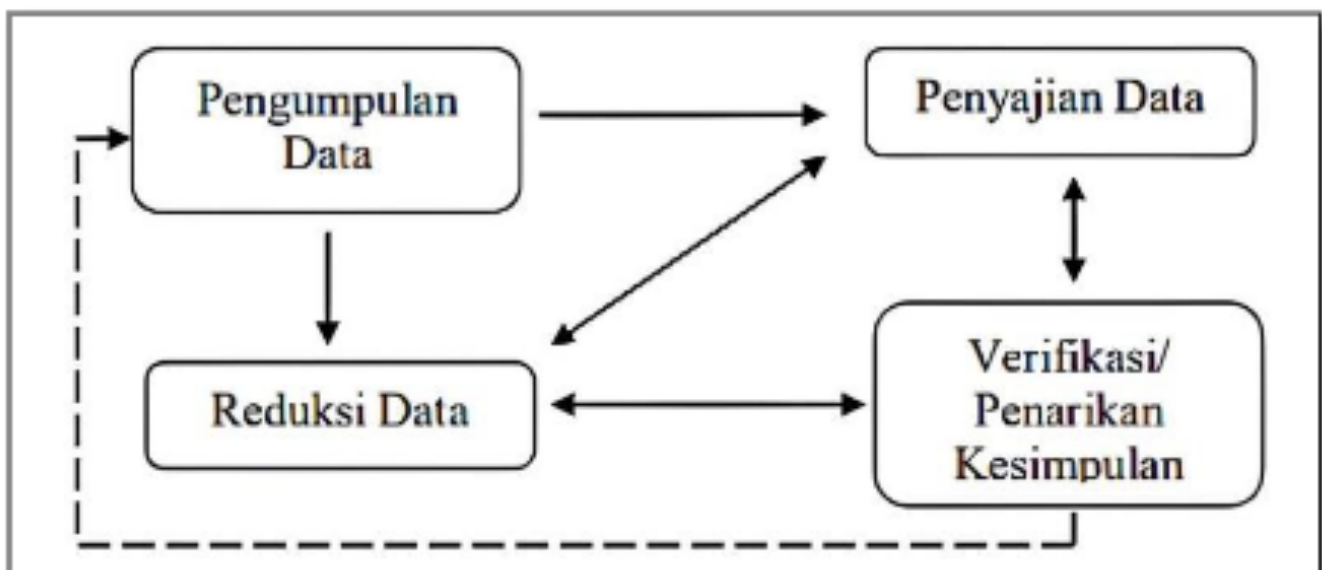 Pengumpulan
Data
Penyajian Data
Reduksi Data
Verifikasi/
Penarikan
Kesimpulan